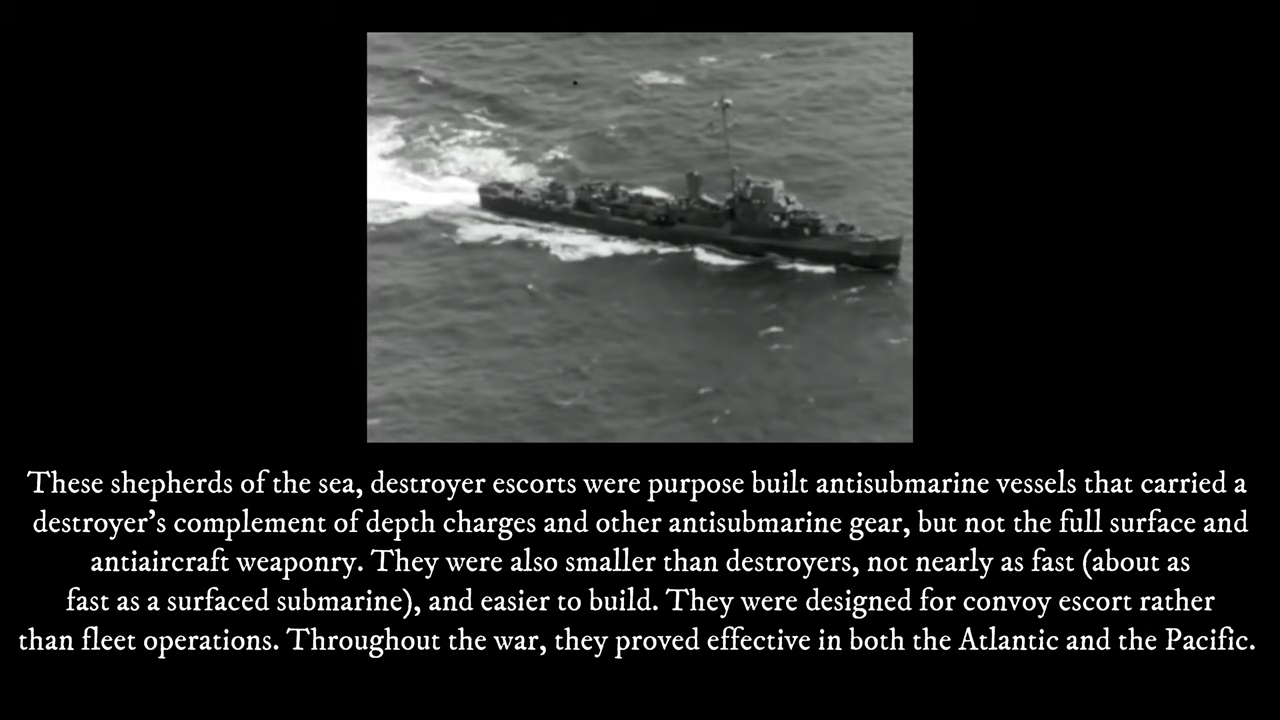 These shepherds of the sea, destroyer escorts were purpose built antisubmarine vessels that carried a
destroyer’s complement of depth charges and other antisubmarine gear, but not the full surface and
antiaircraft weaponry. They were also smaller than destroyers, not nearly as fast (about as
fast as a surfaced submarine), and easier to build. They were designed for convoy escort rather
than fleet operations. Throughout the war, they proved effective in both the Atlantic and the Pacific.